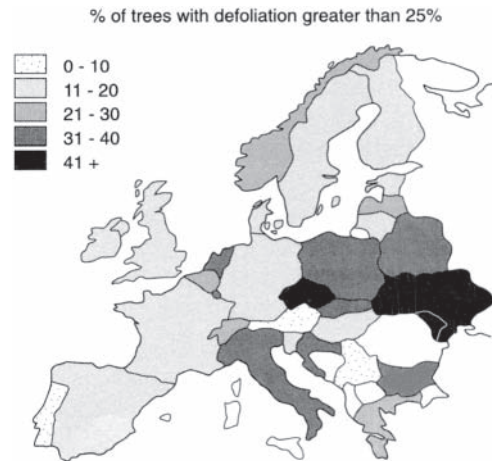 % of trees with defoliation greater than 25%
0 - 10
11 - 20
21 - 30
31 - 40
41 +